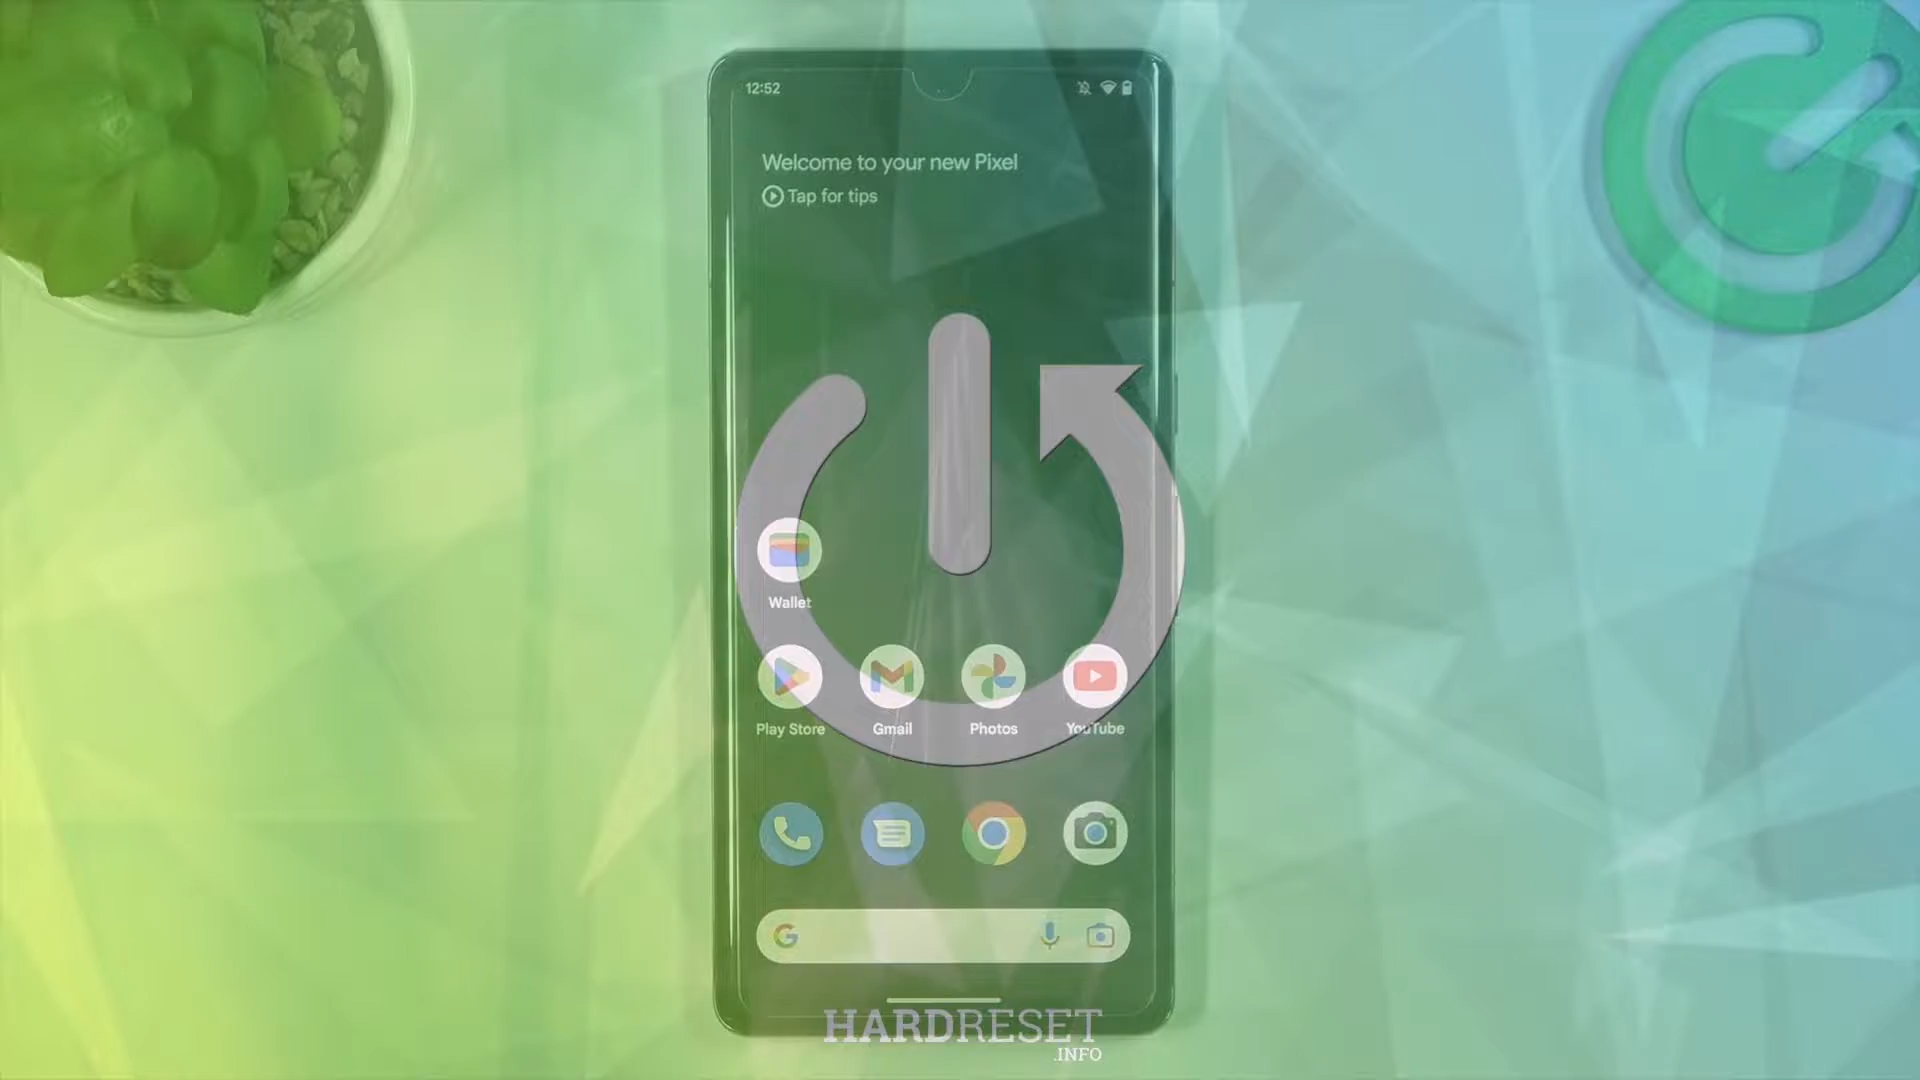 12:52
Welcome to your new Pixel
Tap for tips
Wallet
Play Store
Gmail
Photos
YouTube
HARDRESET
.INFO